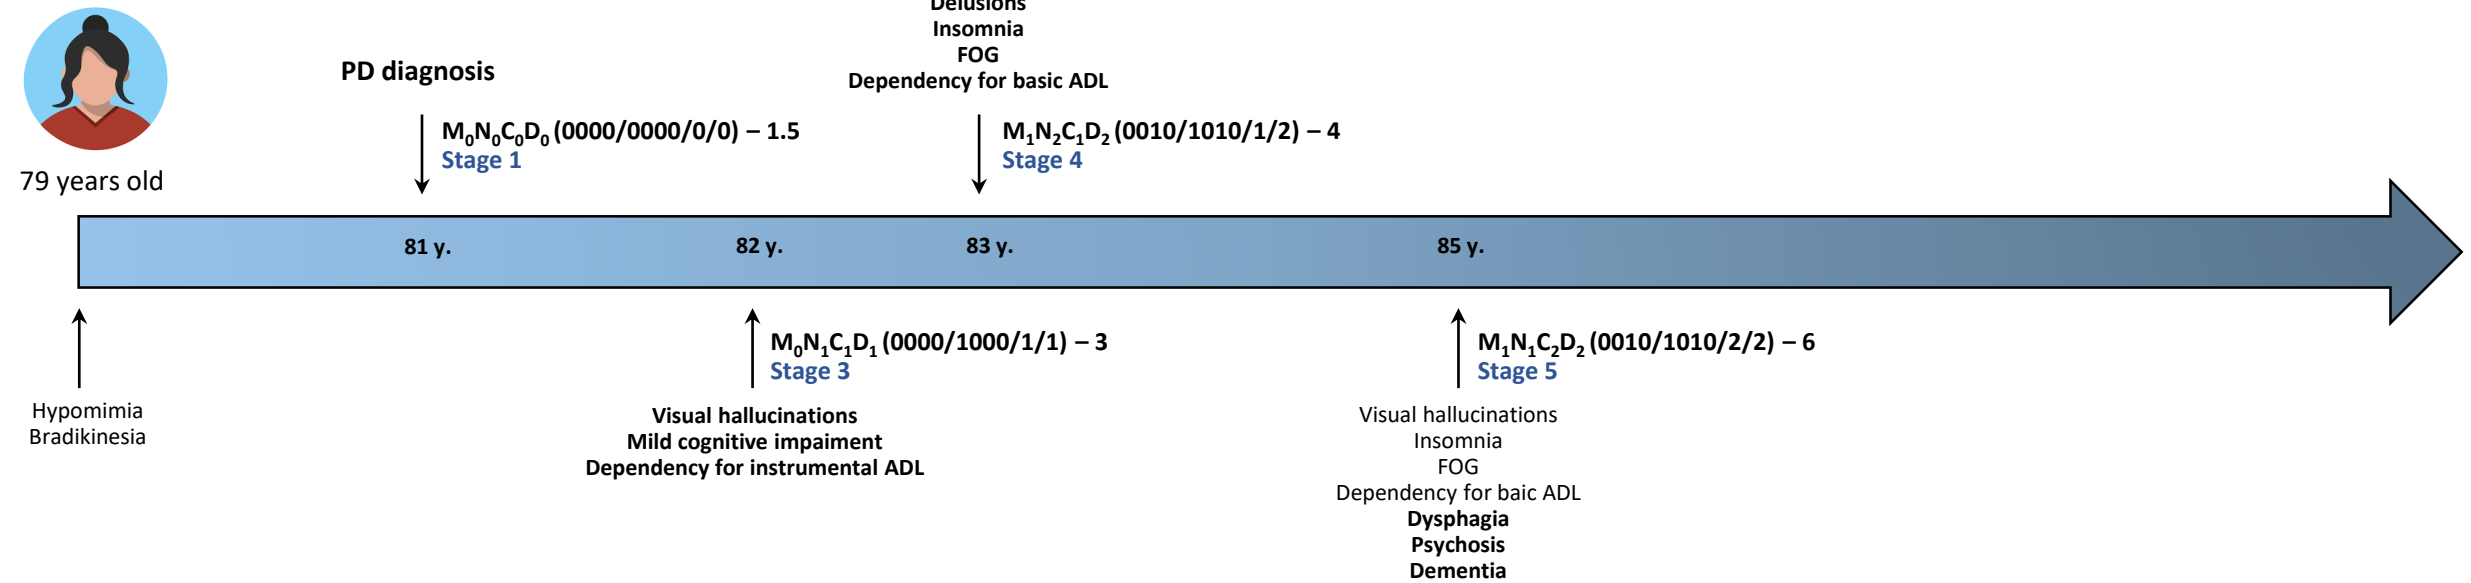 Delusions
Insomnia
FOG
Dependency for basic ADL
PD diagnosis
M₀N₀C₀D₀ (0000/0000/0/0) – 1.5
Stage 1
M₁N₂C₁D₂ (0010/1010/1/2) – 4
Stage 4
79 years old
81 y.
82 y.
83 y.
85 y.
M₀N₁C₁D₁ (0000/1000/1/1) – 3
Stage 3
M₁N₁C₂D₂ (0010/1010/2/2) – 6
Stage 5
Hypomimia
Bradikinesia
Visual hallucinations
Mild cognitive impaiment
Dependency for instrumental ADL
Visual hallucinations
Insomnia
FOG
Dependency for baic ADL
Dysphagia
Psychosis
Dementia